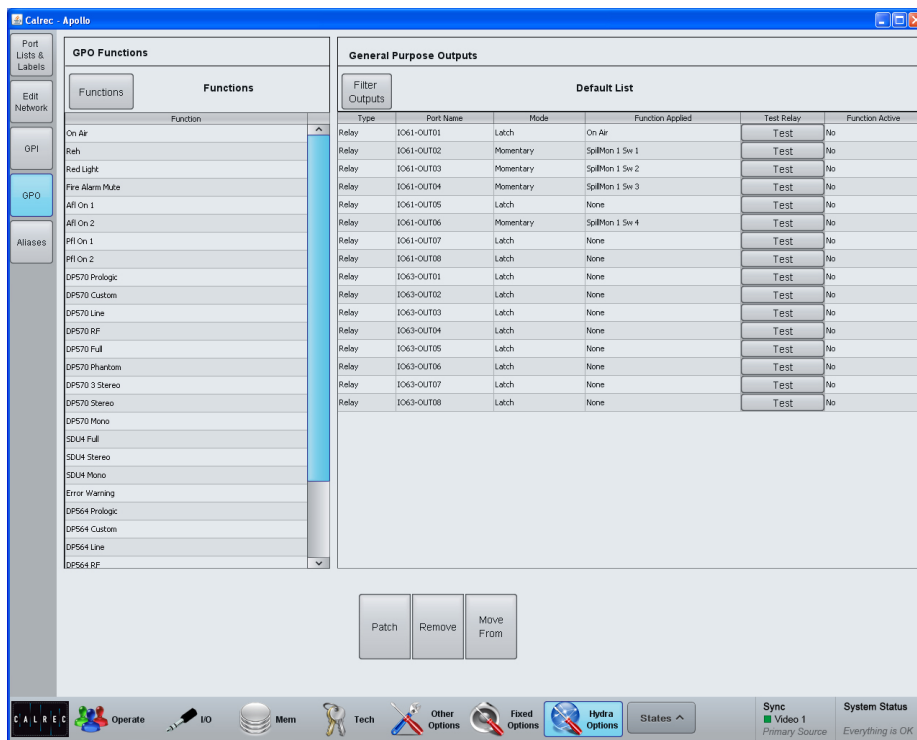 Calrec - Apollo
Port
Lists &
Labels
Edit
Network
GPI
GPO
Aliases
GPO Functions
Functions
Functions
Function
On Air
Reh
Red Light
Fire Alarm Mute
Afl On 1
Afl On 2
Pfl On 1
Pfl On 2
DP570 Prologic
DP570 Custom
DP570 Line
DP570 RF
DP570 Full
DP570 Phantom
DP570 3 Stereo
DP570 Stereo
DP570 Mono
SDU4 Full
SDU4 Stereo
SDU4 Mono
Error Warning
DP564 Prologic
DP564 Custom
DP564 Line
DP564 RF
General Purpose Outputs
Filter
Outputs
Default List
Type Port Name Mode Function Applied Test Relay Function Active
Relay IO61-OUT01 Latch On Air Test No
Relay IO61-OUT02 Momentary SpillMon 1 Sw 1 Test No
Relay IO61-OUT03 Momentary SpillMon 1 Sw 2 Test No
Relay IO61-OUT04 Momentary SpillMon 1 Sw 3 Test No
Relay IO61-OUT05 Latch None Test No
Relay IO61-OUT06 Momentary SpillMon 1 Sw 4 Test No
Relay IO61-OUT07 Latch None Test No
Relay IO61-OUT08 Latch None Test No
Relay IO63-OUT01 Latch None Test No
Relay IO63-OUT02 Latch None Test No
Relay IO63-OUT03 Latch None Test No
Relay IO63-OUT04 Latch None Test No
Relay IO63-OUT05 Latch None Test No
Relay IO63-OUT06 Latch None Test No
Relay IO63-OUT07 Latch None Test No
Relay IO63-OUT08 Latch None Test No
Patch
Remove
Move
From
CALREC
Operate
I/O
Mem
Tech
Other
Options
Fixed
Options
Hydra
Options
States
Sync
Video 1
Primary Source
System Status
Everything is OK